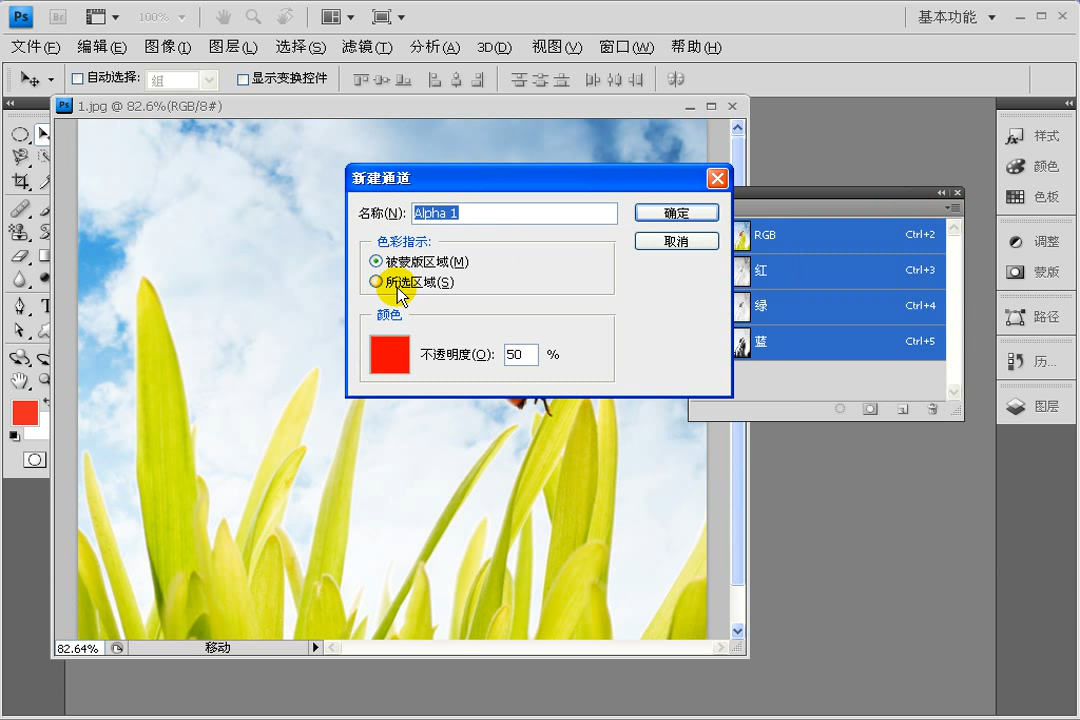 Ps Br 100% 基本功能
文件(F) 编辑(E) 图像(I) 图层(L) 选择(S) 滤镜(T) 分析(A) 3D(D) 视图(V) 窗口(W) 帮助(H)
自动选择: 组 显示变换控件
Ps 1.jpg @ 82.6%(RGB/8#)
新建通道
名称(N): Alpha 1 确定
色彩指示: 取消
被蒙版区域(M)
所选区域(S)
颜色
不透明度(O): 50 %
RGB Ctrl+2
红 Ctrl+3
绿 Ctrl+4
蓝 Ctrl+5
样式
颜色
色板
调整
蒙版
路径
历...
图层
T
82.64% 移动